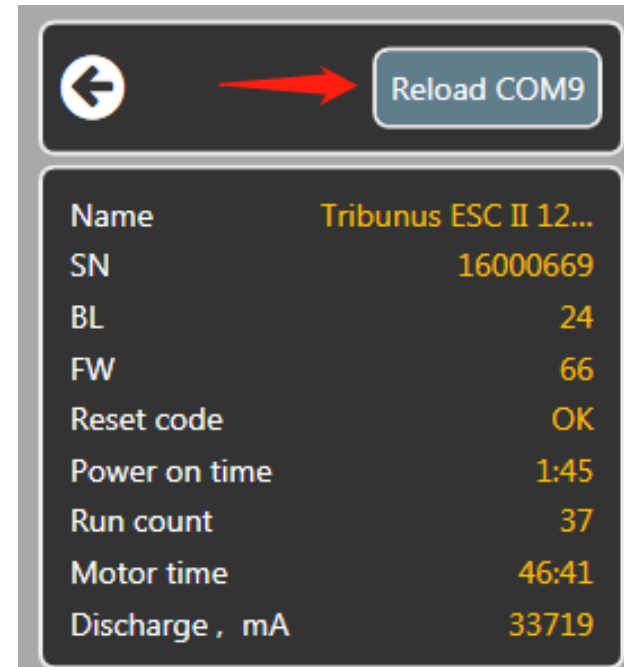 Reload COM9
Name Tribunus ESC II 12...
SN 16000669
BL 24
FW 66
Reset code OK
Power on time 1:45
Run count 37
Motor time 46:41
Discharge , mA 33719